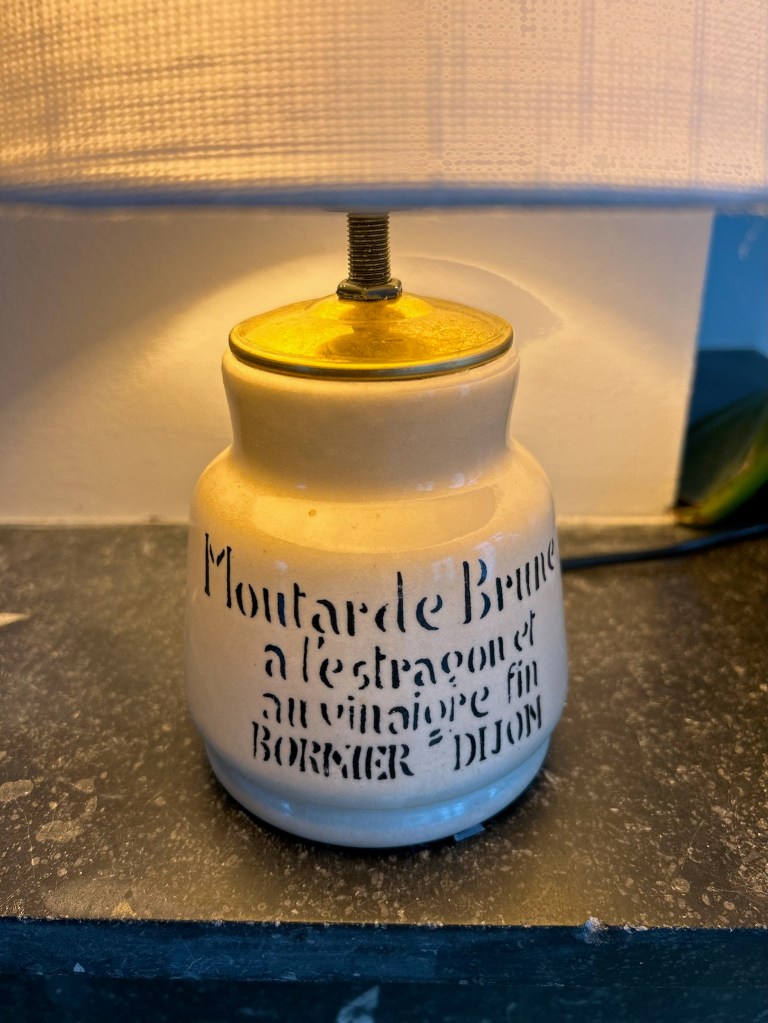 Moutarde Brune
a l'estragon et
au vinaigre fin
BORNIER = DIJON